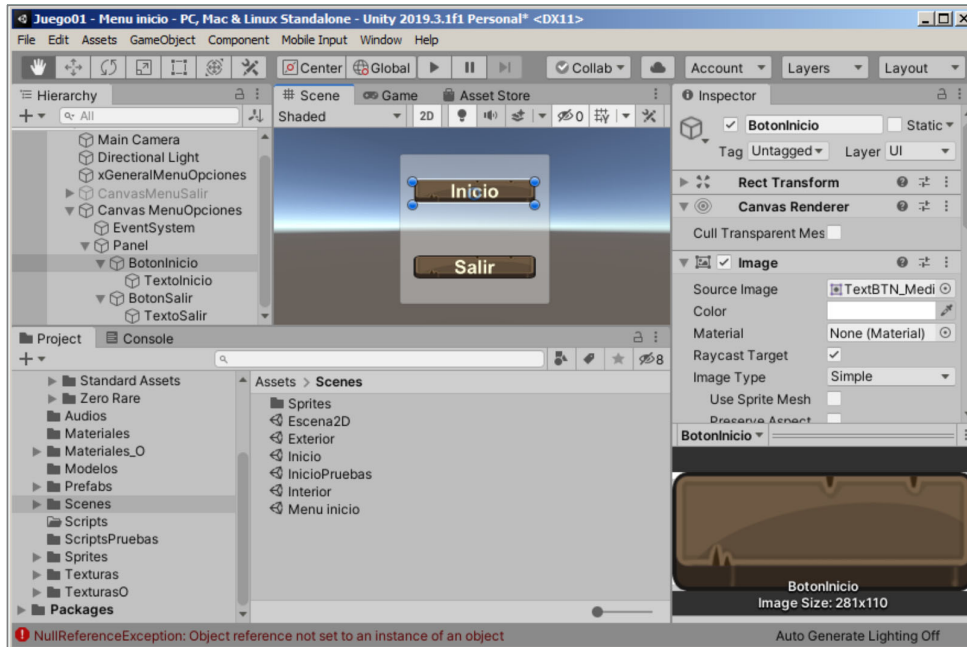 Juego01 - Menu inicio - PC, Mac & Linux Standalone - Unity 2019.3.1f1 Personal* <DX11>
File Edit Assets GameObject Component Mobile Input Window Help
Center Global Collab Account Layers Layout
Hierarchy
All
Main Camera
Directional Light
xGeneralMenuOpciones
CanvasMenuSalir
Canvas MenuOpciones
EventSystem
Panel
BotonInicio
TextoInicio
BotonSalir
TextoSalir
Scene Game Asset Store
Shaded 2D 0
Inicio
Salir
Inspector
BotonInicio Static
Tag Untagged Layer UI
Rect Transform
Canvas Renderer
Cull Transparent Mes
Image
Source Image TextBTN_Medi
Color
Material None (Material)
Raycast Target
Image Type Simple
Use Sprite Mesh
Preserve Aspect
Project Console
8
Standard Assets
Zero Rare
Audios
Materiales
Materiales_O
Modelos
Prefabs
Scenes
Scripts
ScriptsPruebas
Sprites
Texturas
TexturasO
Packages
Assets > Scenes
Sprites
Escena2D
Exterior
Inicio
InicioPruebas
Interior
Menu inicio
BotonInicio
BotonInicio
Image Size: 281x110
NullReferenceException: Object reference not set to an instance of an object
Auto Generate Lighting Off